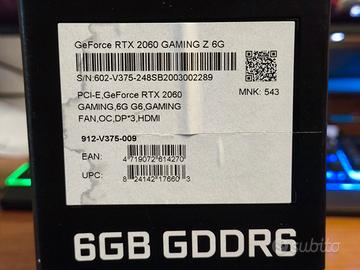 GeForce RTX 2060 GAMING Z 6G
S/N:602-V375-248SB2003002289
PCI-E,GeForce RTX 2060
GAMING,6G G6,GAMING
FAN,OC,DP*3,HDMI
MNK: 543
912-V375-009
EAN:
4 719072 614270
UPC:
8 24142 17660 3
6GB GDDR6
subito